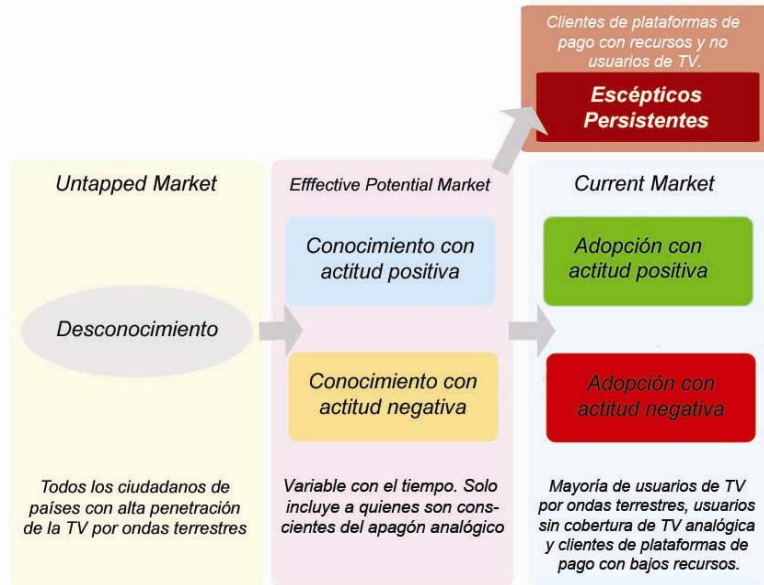 Clientes de plataformas de
pago con recursos y no
usuarios de TV.
Escépticos
Persistentes
Untapped Market
Desconocimiento
Todos los ciudadanos de
países con alta penetración
de la TV por ondas terrestres
Efffective Potential Market
Conocimiento con
actitud positiva
Conocimiento con
actitud negativa
Variable con el tiempo. Solo
incluye a quienes son cons-
cientes del apagón analógico
Current Market
Adopción con
actitud positiva
Adopción con
actitud negativa
Mayoría de usuarios de TV
por ondas terrestres, usuarios
sin cobertura de TV analógica
y clientes de plataformas de
pago con bajos recursos.